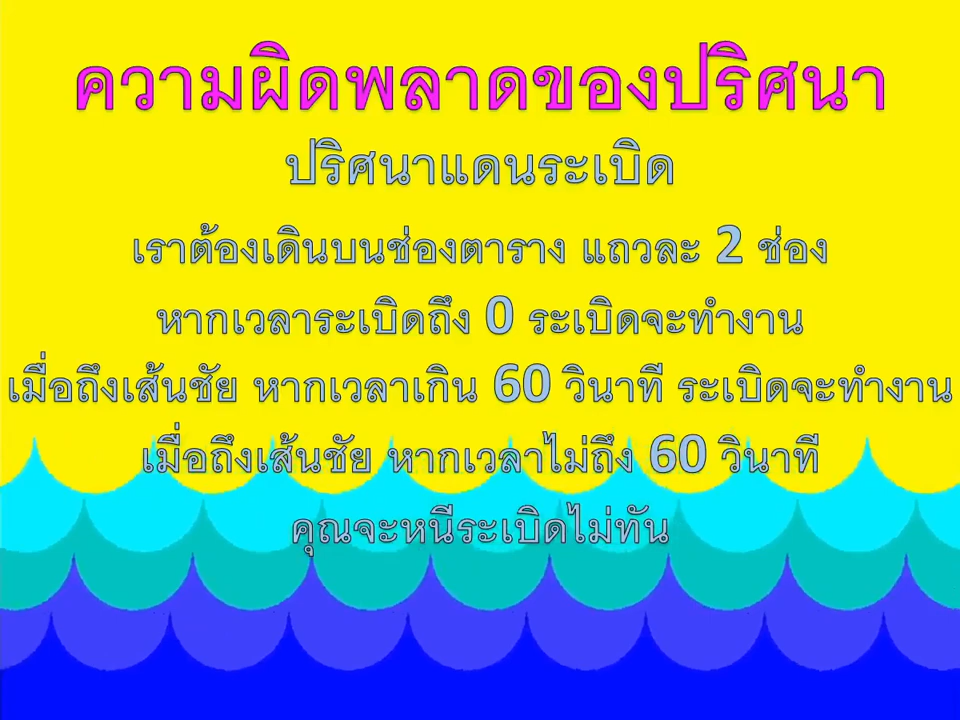 ความผิดพลาดของปริศนา
ปริศนาแดนระเบิด
เราต้องเดินบนช่องตาราง แถวละ 2 ช่อง
หากเวลาระเบิดถึง 0 ระเบิดจะทำงาน
เมื่อถึงเส้นชัย หากเวลาเกิน 60 วินาที ระเบิดจะทำงาน
เมื่อถึงเส้นชัย หากเวลาไม่ถึง 60 วินาที
คุณจะหนีระเบิดไม่ทัน